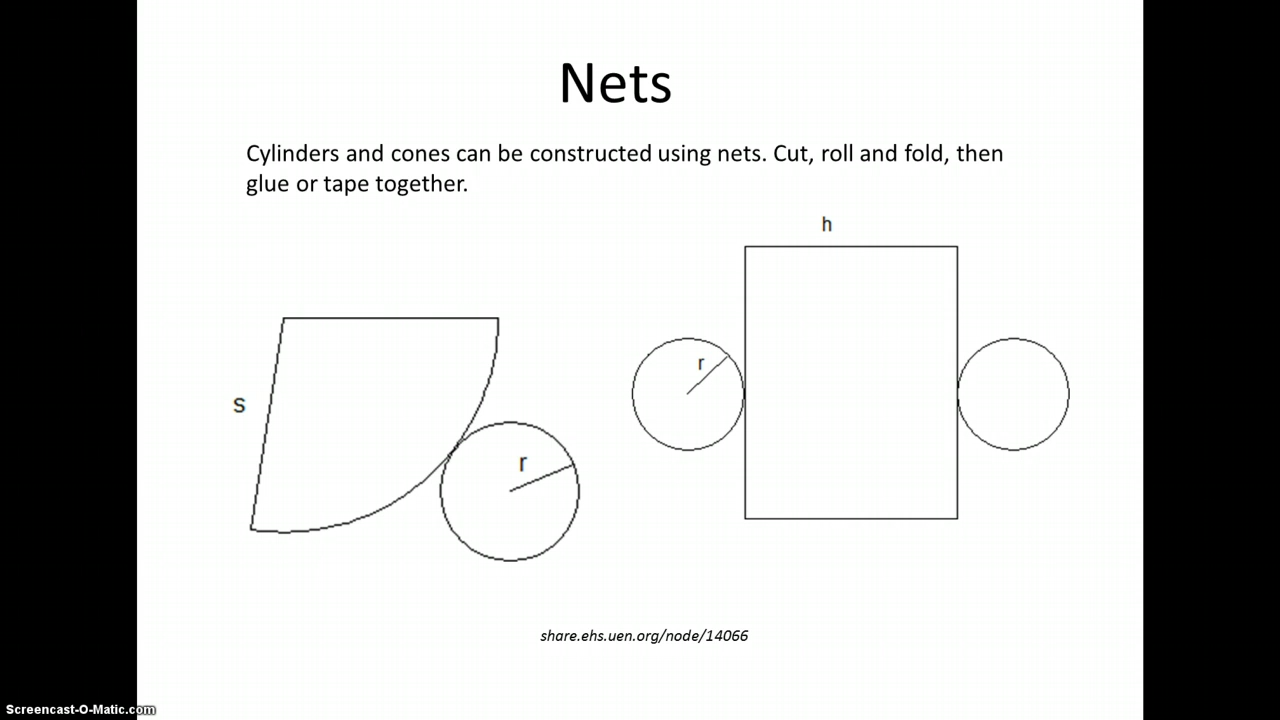 Nets
Cylinders and cones can be constructed using nets. Cut, roll and fold, then
glue or tape together.
h
r
s
r
share.ehs.uen.org/node/14066
Screencast-O-Matic.com